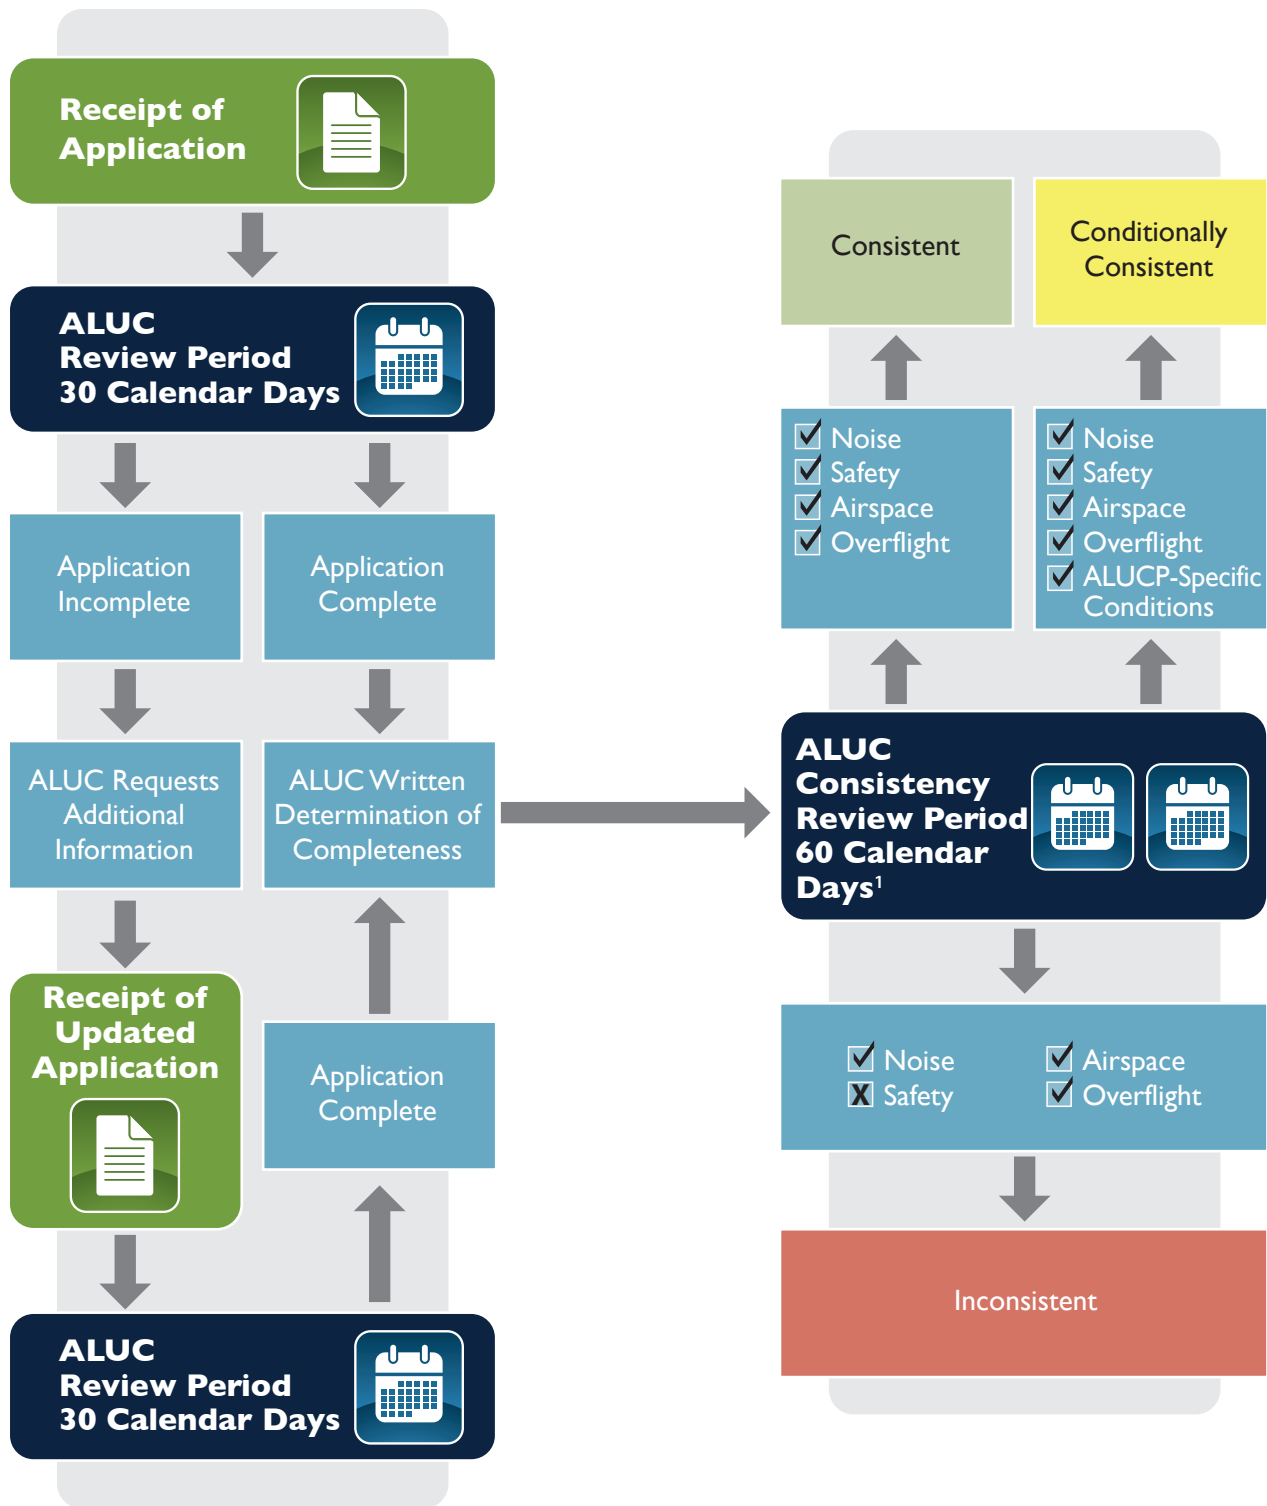 Receipt of
Application
ALUC
Review Period
30 Calendar Days
Application
Incomplete
Application
Complete
ALUC Requests
Additional
Information
ALUC Written
Determination of
Completeness
Receipt of
Updated
Application
Application
Complete
ALUC
Review Period
30 Calendar Days
Consistent
Conditionally
Consistent
Noise
Safety
Airspace
Overflight
Noise
Safety
Airspace
Overflight
ALUCP-Specific
Conditions
ALUC
Consistency
Review Period
60 Calendar
Days¹
Noise
X Safety
Airspace
Overflight
Inconsistent